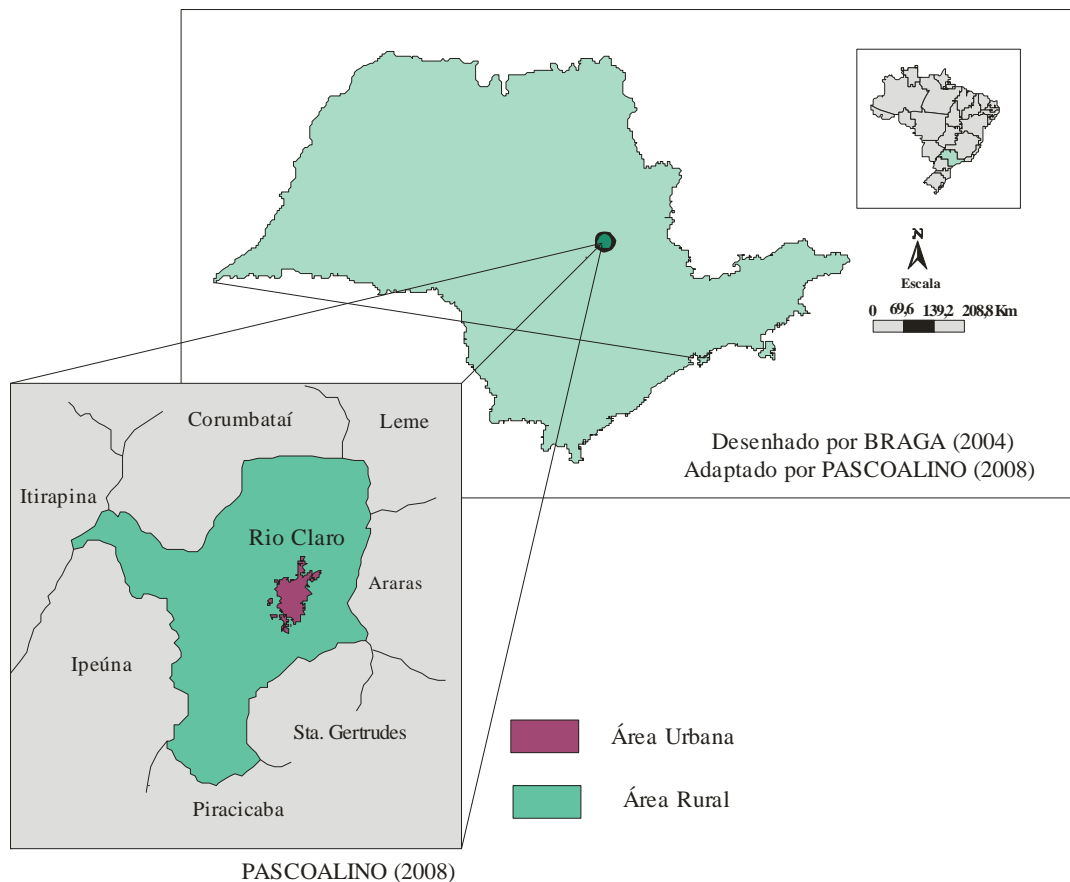 N
Escala
0 69,6 139,2 208,8 Km
Desenhado por BRAGA (2004)
Adaptado por PASCOALINO (2008)
Corumbataí
Leme
Itirapina
Rio Claro
Araras
Ipeúna
Sta. Gertrudes
Piracicaba
Área Urbana
Área Rural
PASCOALINO (2008)